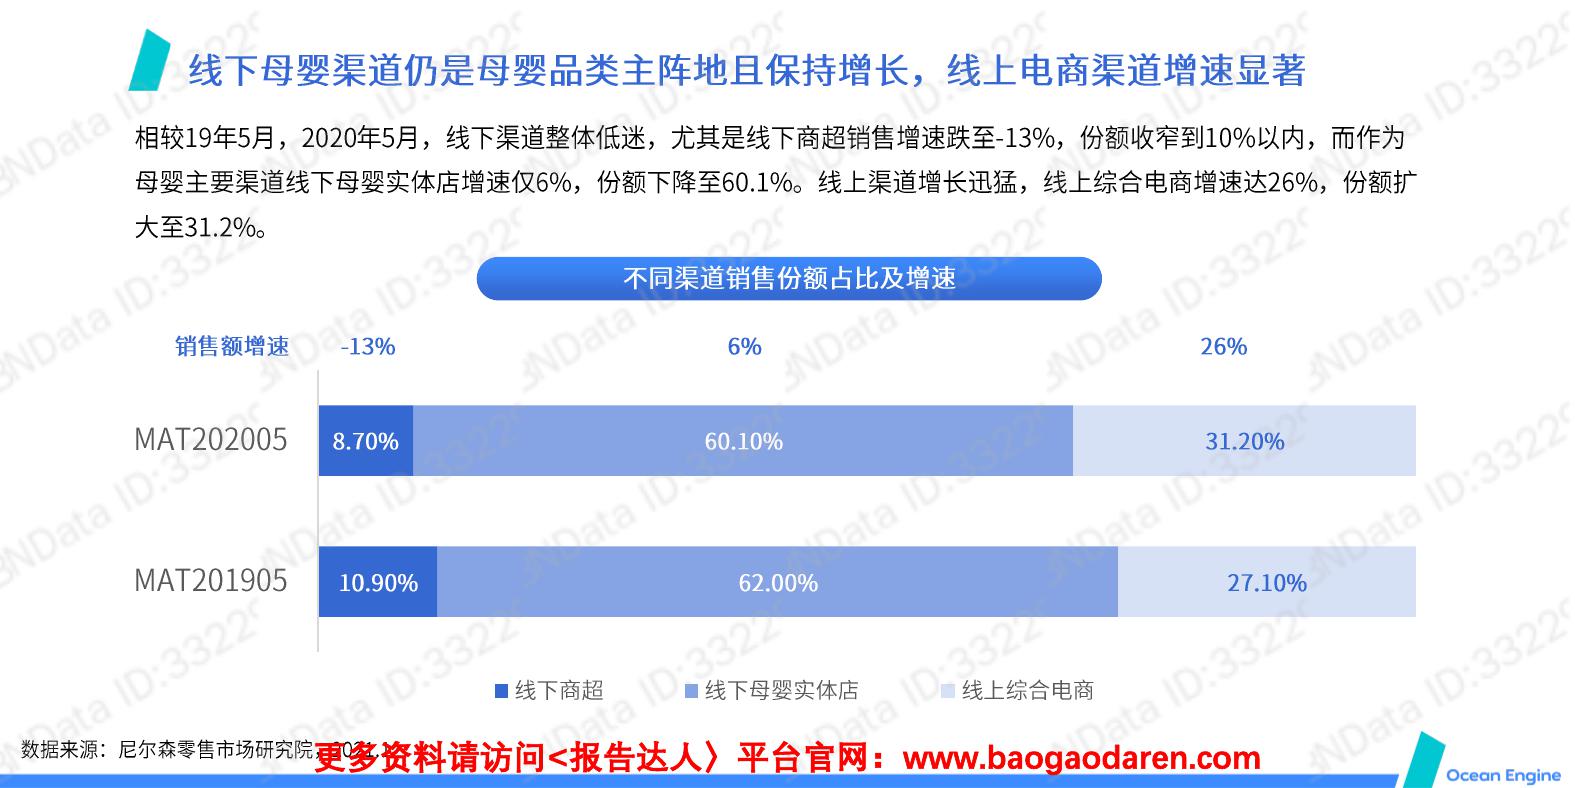 线下母婴渠道仍是母婴品类主阵地且保持增长，线上电商渠道增速显著
相较19年5月，2020年5月，线下渠道整体低迷，尤其是线下商超销售增速跌至-13%，份额收窄到10%以内，而作为
母婴主要渠道线下母婴实体店增速仅6%，份额下降至60.1%。线上渠道增长迅猛，线上综合电商增速达26%，份额扩
大至31.2%。
不同渠道销售份额占比及增速
销售额增速 -13% 6% 26%
MAT202005 8.70% 60.10% 31.20%
MAT201905 10.90% 62.00% 27.10%
线下商超 线下母婴实体店 线上综合电商
数据来源：尼尔森零售市场研究院，
更多资料请访问<报告达人〉平台官网：www.baogaodaren.com
Ocean Engine